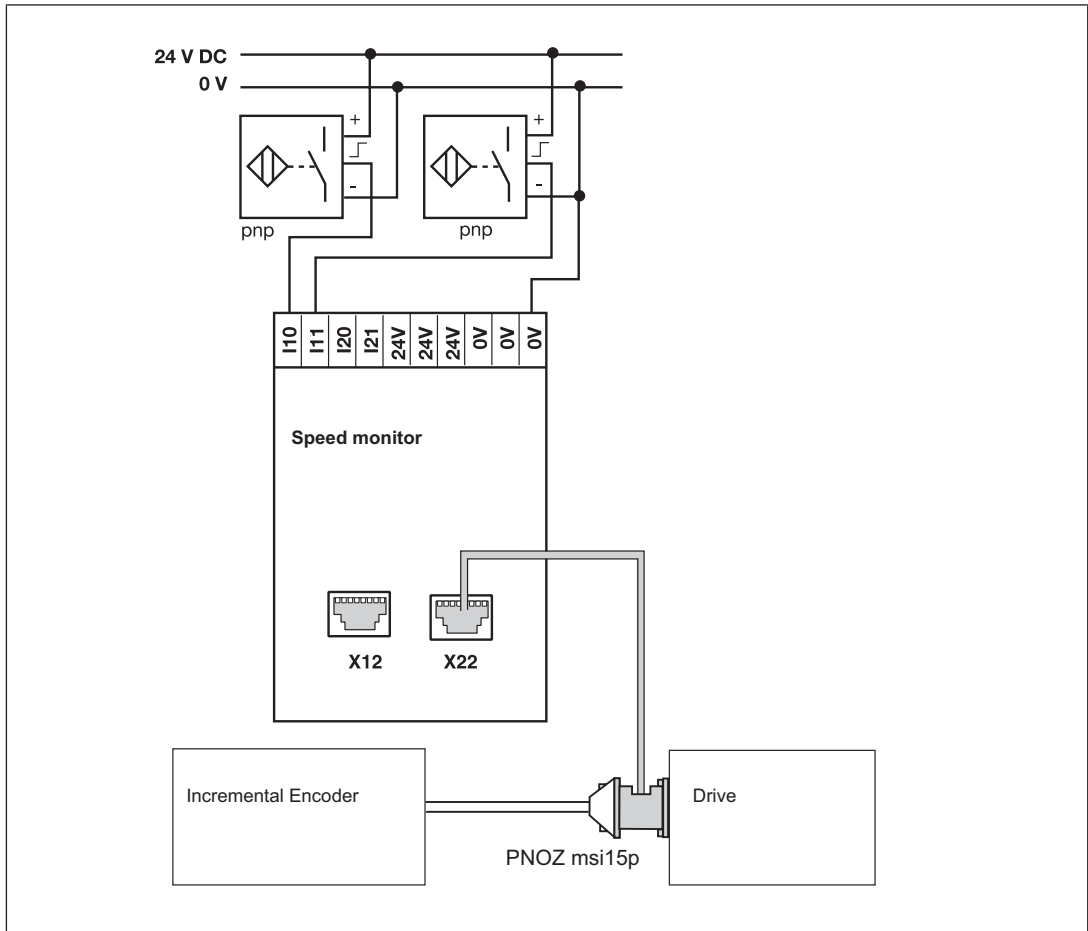 24 V DC
0 V
+
-
pnp
+
-
pnp
I10 I11 I20 I21 24V 24V 24V 0V 0V 0V
Speed monitor
X12 X22
Incremental Encoder
Drive
PNOZ msi15p